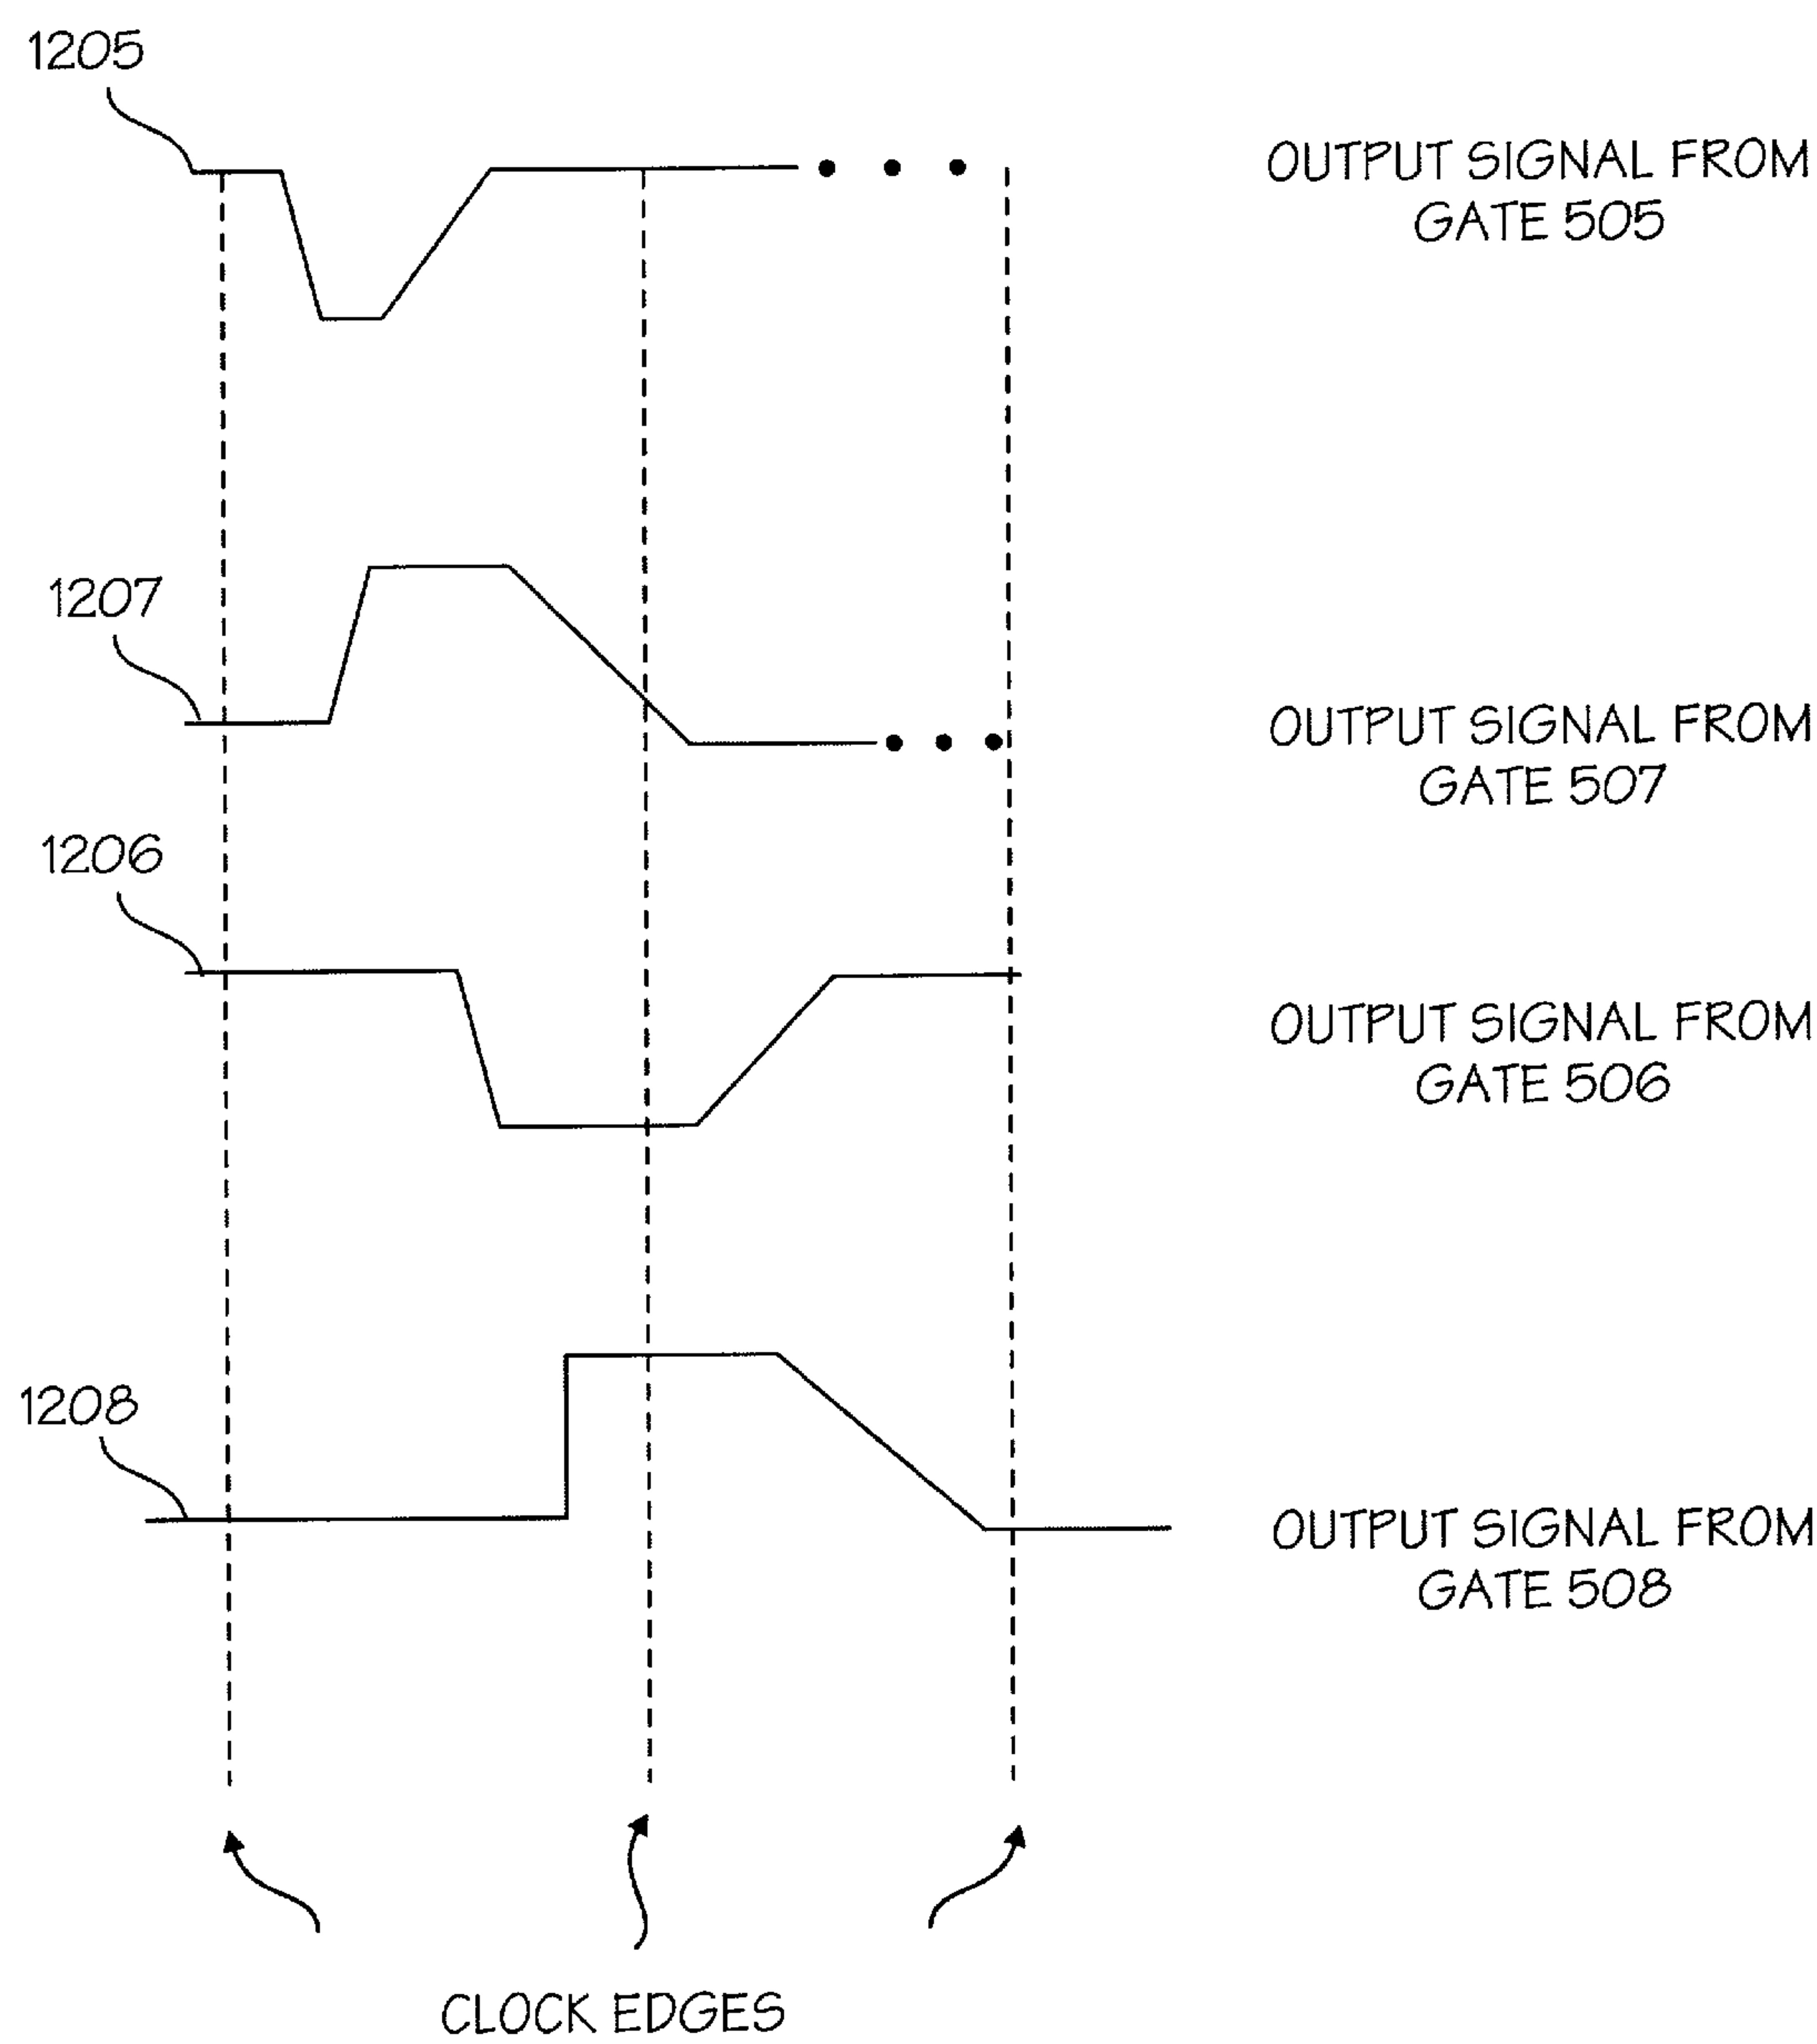 1205
OUTPUT SIGNAL FROM
GATE 505
1207
OUTPUT SIGNAL FROM
GATE 507
1206
OUTPUT SIGNAL FROM
GATE 506
1208
OUTPUT SIGNAL FROM
GATE 508
CLOCK EDGES